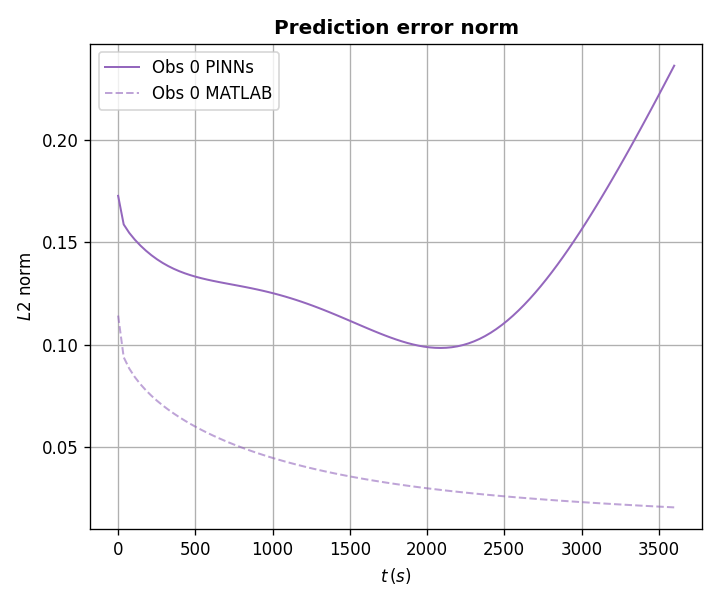 Prediction error norm
Obs 0 PINNs
Obs 0 MATLAB
L2 norm
0.20
0.15
0.10
0.05
0 500 1000 1500 2000 2500 3000 3500
t (s)